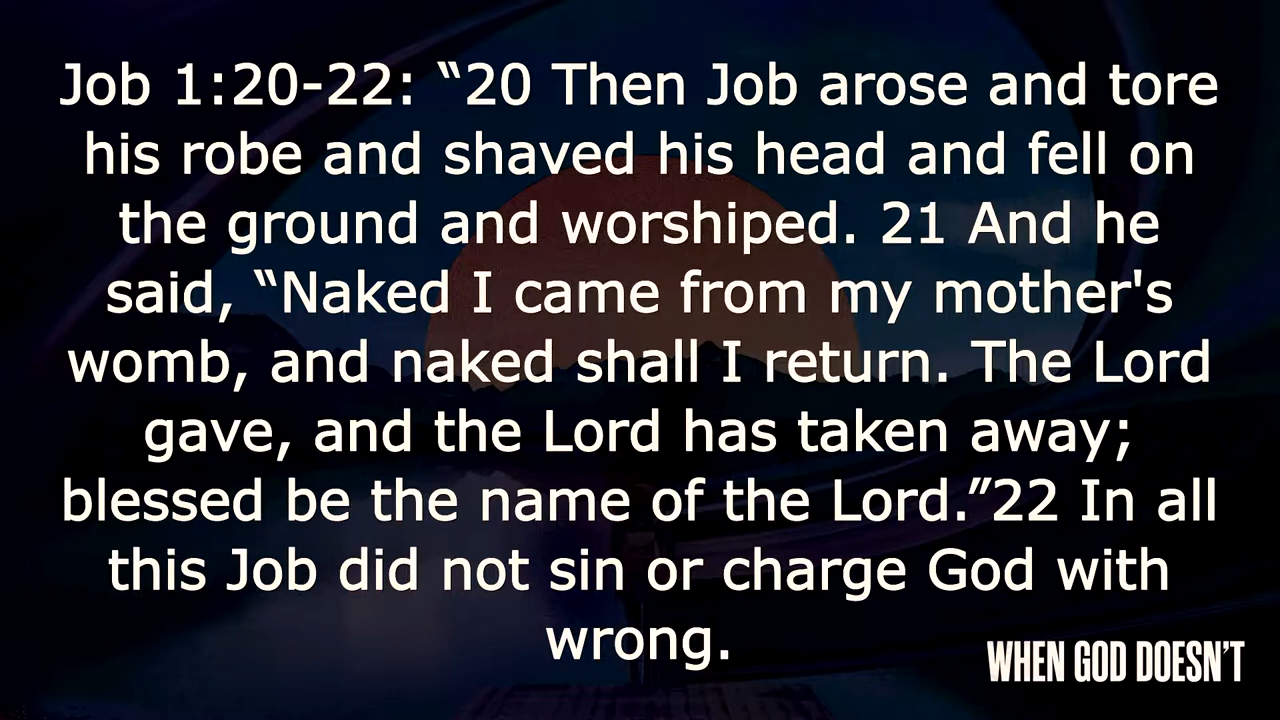 Job 1:20-22: “20 Then Job arose and tore
his robe and shaved his head and fell on
the ground and worshiped. 21 And he
said, “Naked I came from my mother's
womb, and naked shall I return. The Lord
gave, and the Lord has taken away;
blessed be the name of the Lord.”22 In all
this Job did not sin or charge God with
wrong.
WHEN GOD DOESN’T